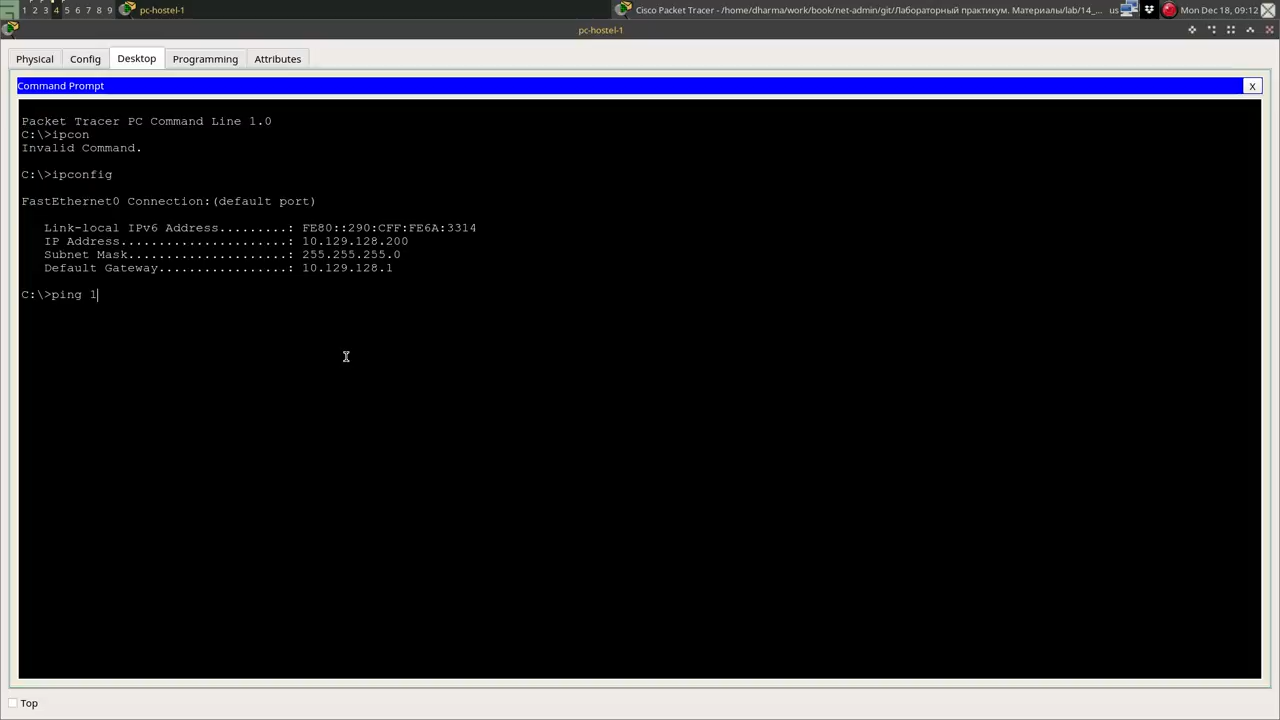 1 2 3 4 5 6 7 8 9 pc-hostel-1 Cisco Packet Tracer - /home/dharma/work/book/net-admin/git/Лабораторный практикум. Материалы/lab/14_... us Mon Dec 18, 09:12
pc-hostel-1
Physical Config Desktop Programming Attributes
Command Prompt X
Packet Tracer PC Command Line 1.0
C:\>ipcon
Invalid Command.
C:\>ipconfig
FastEthernet0 Connection:(default port)
Link-local IPv6 Address.........: FE80::290:CFF:FE6A:3314
IP Address......................: 10.129.128.200
Subnet Mask.....................: 255.255.255.0
Default Gateway.................: 10.129.128.1
C:\>ping 1
Top